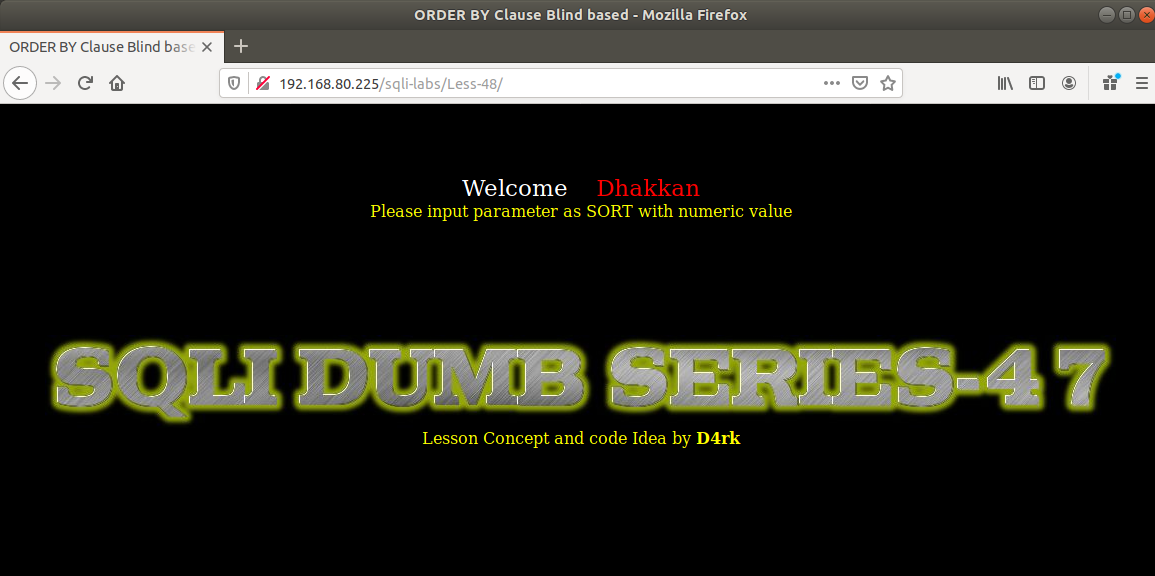 ORDER BY Clause Blind based - Mozilla Firefox
ORDER BY Clause Blind base
192.168.80.225/sqli-labs/Less-48/
Welcome Dhakkan
Please input parameter as SORT with numeric value
SQLI DUMB SERIES-47
Lesson Concept and code Idea by D4rk